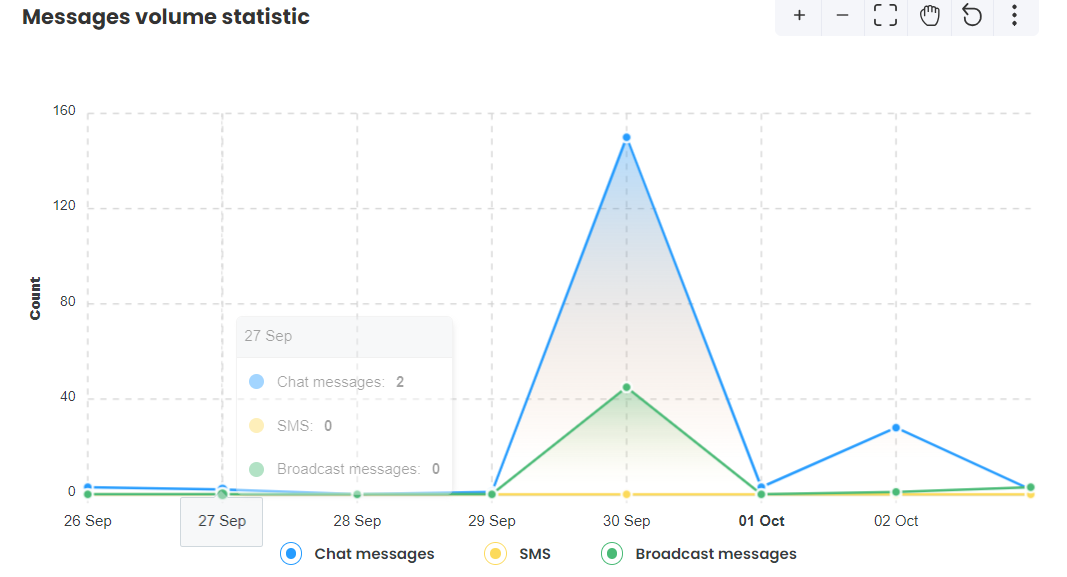 Messages volume statistic
160
120
80
40
0
Count
27 Sep
Chat messages: 2
SMS: 0
Broadcast messages: 0
26 Sep 27 Sep 28 Sep 29 Sep 30 Sep 01 Oct 02 Oct
Chat messages SMS Broadcast messages